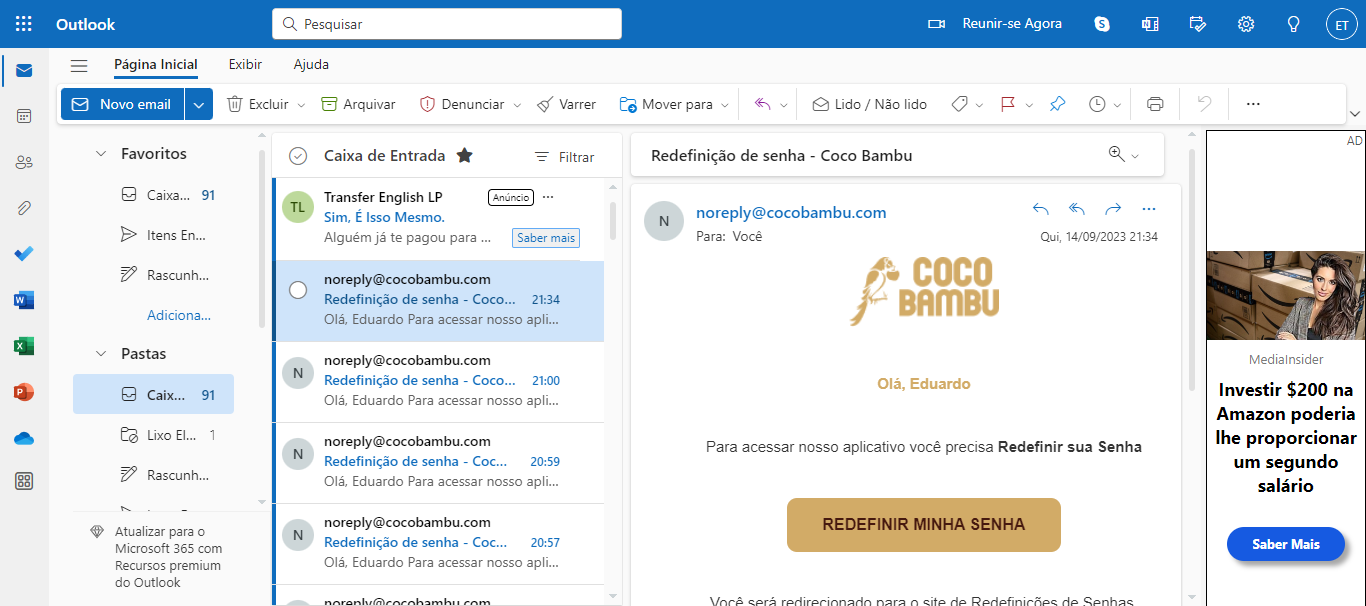 Outlook
Pesquisar
Reunir-se Agora
ET
Página Inicial
Exibir
Ajuda
Novo email
Excluir
Arquivar
Denunciar
Varrer
Mover para
Lido / Não lido
Favoritos
Caixa... 91
Itens En...
Rascunh...
Adiciona...
Pastas
Caix... 91
Lixo El... 1
Rascunh...
Atualizar para o
Microsoft 365 com
Recursos premium
do Outlook
Caixa de Entrada
Filtrar
TL
Transfer English LP
Anúncio
Sim, É Isso Mesmo.
Alguém já te pagou para ...
Saber mais
noreply@cocobambu.com
Redefinição de senha - Coco... 21:34
Olá, Eduardo Para acessar nosso apli...
N
noreply@cocobambu.com
Redefinição de senha - Coco... 21:00
Olá, Eduardo Para acessar nosso apli...
N
noreply@cocobambu.com
Redefinição de senha - Coc... 20:59
Olá, Eduardo Para acessar nosso apli...
N
noreply@cocobambu.com
Redefinição de senha - Coc... 20:57
Olá, Eduardo Para acessar nosso apli...
noreply@cocobambu.com
Redefinição de senha - Coco Bambu
N
noreply@cocobambu.com
Para: Você
Qui, 14/09/2023 21:34
COCO
BAMBU
Olá, Eduardo
Para acessar nosso aplicativo você precisa Redefinir sua Senha
REDEFINIR MINHA SENHA
Você será redirecionado para o site de Redefinições de Senhas
AD
MediaInsider
Investir $200 na
Amazon poderia
lhe proporcionar
um segundo
salário
Saber Mais